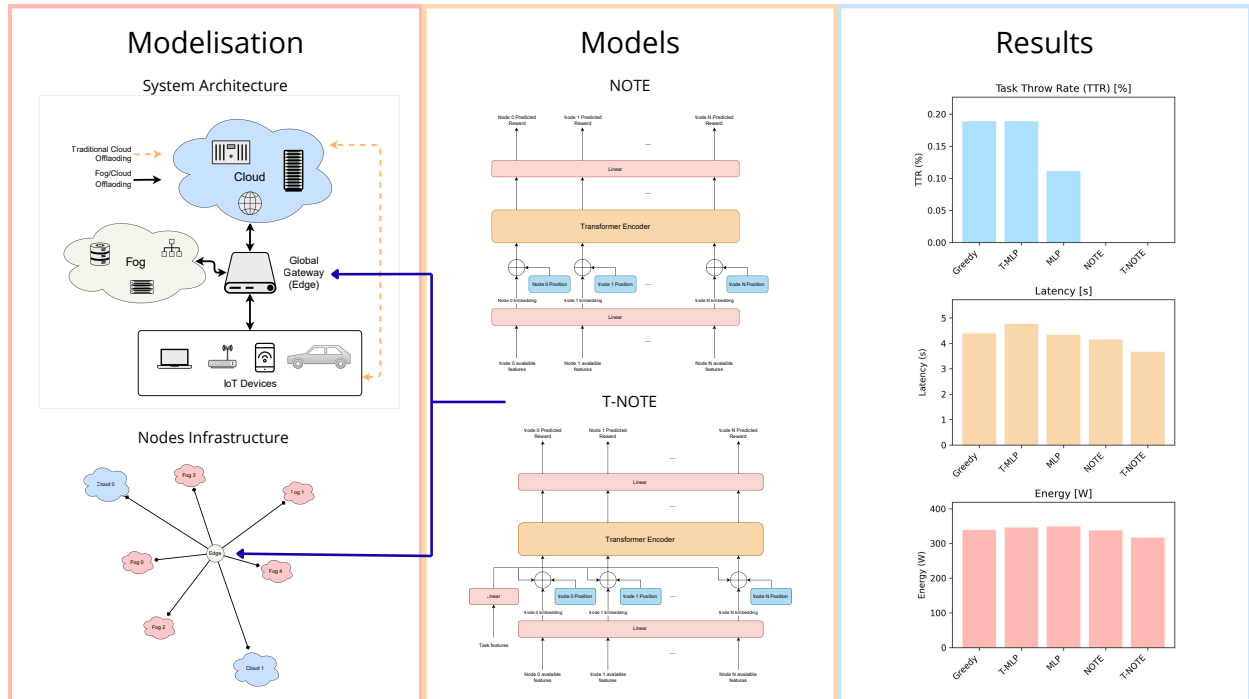 Modelisation
System Architecture
Traditional Cloud
Offlaoding
Fog/Cloud
Offlaoding
Cloud
Fog
Global
Gateway
(Edge)
IoT Devices
Nodes Infrastructure
Cloud 0
Fog 3
Fog 1
Edge
Fog 0
Fog 4
Fog 2
Cloud 1
Models
NOTE
Node 0 Predicted
Reward
Node 1 Predicted
Reward
Node N Predicted
Reward
...
Linear
...
Transformer Encoder
Node 0 Position
Node 1 Position
...
Node N Position
Node 0 Embedding
Node 1 Embedding
Node N Embedding
Linear
...
Node 0 avalaible
features
Node 1 avalaible
features
Node N avalaible
features
T-NOTE
Node 0 Predicted
Reward
Node 1 Predicted
Reward
Node N Predicted
Reward
...
Linear
...
Transformer Encoder
Linear
Node 0 Position
Node 1 Position
...
Node N Position
Node 0 Embedding
Node 1 Embedding
Node N Embedding
Linear
Task features
...
Node 0 avalaible
features
Node 1 avalaible
features
Node N avalaible
features
Results
Task Throw Rate (TTR) [%]
TTR (%)
0.20
0.15
0.10
0.05
0.00
Greedy
T-MLP
MLP
NOTE
T-NOTE
Latency [s]
Latency (s)
5
4
3
2
1
0
Greedy
T-MLP
MLP
NOTE
T-NOTE
Energy [W]
Energy (W)
400
300
200
100
0
Greedy
T-MLP
MLP
NOTE
T-NOTE